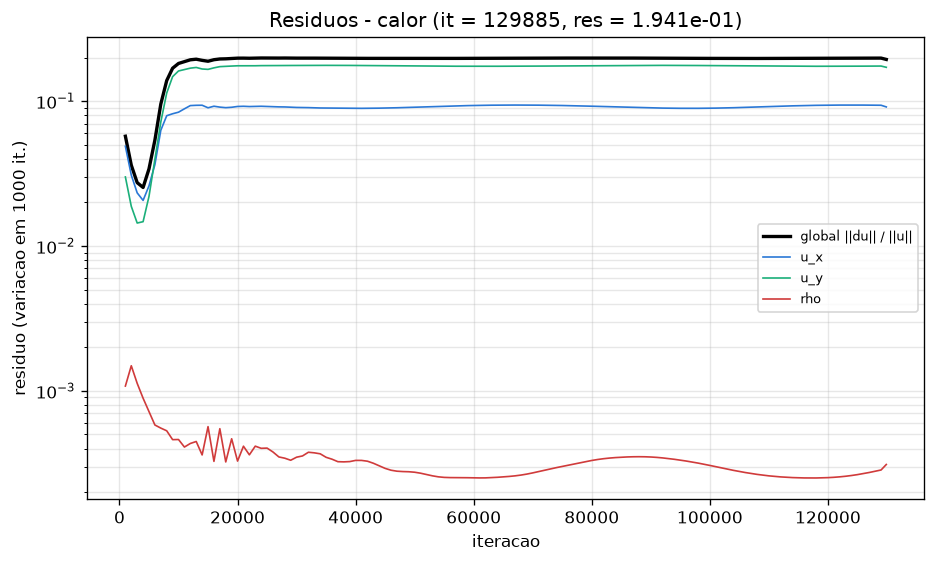 Residuos - calor (it = 129885, res = 1.941e-01)
residuo (variacao em 1000 it.)
10⁻¹
10⁻²
10⁻³
global ||du|| / ||u||
u_x
u_y
rho
0 20000 40000 60000 80000 100000 120000
iteracao